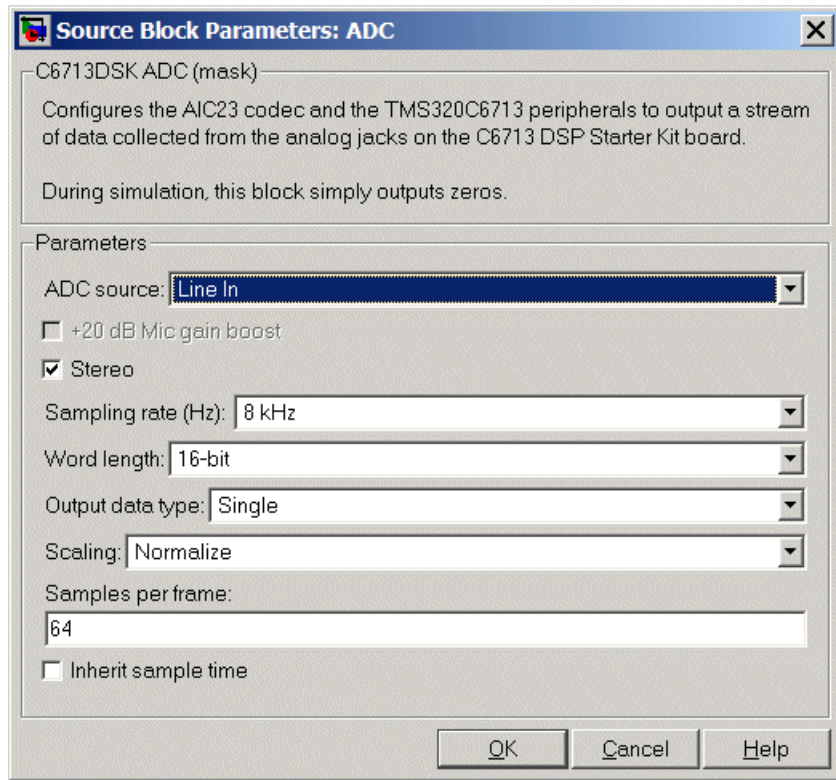 Source Block Parameters: ADC
C6713DSK ADC (mask)
Configures the AIC23 codec and the TMS320C6713 peripherals to output a stream
of data collected from the analog jacks on the C6713 DSP Starter Kit board.
During simulation, this block simply outputs zeros.
Parameters
ADC source: Line In
+20 dB Mic gain boost
Stereo
Sampling rate (Hz): 8 kHz
Word length: 16-bit
Output data type: Single
Scaling: Normalize
Samples per frame:
64
Inherit sample time
OK Cancel Help